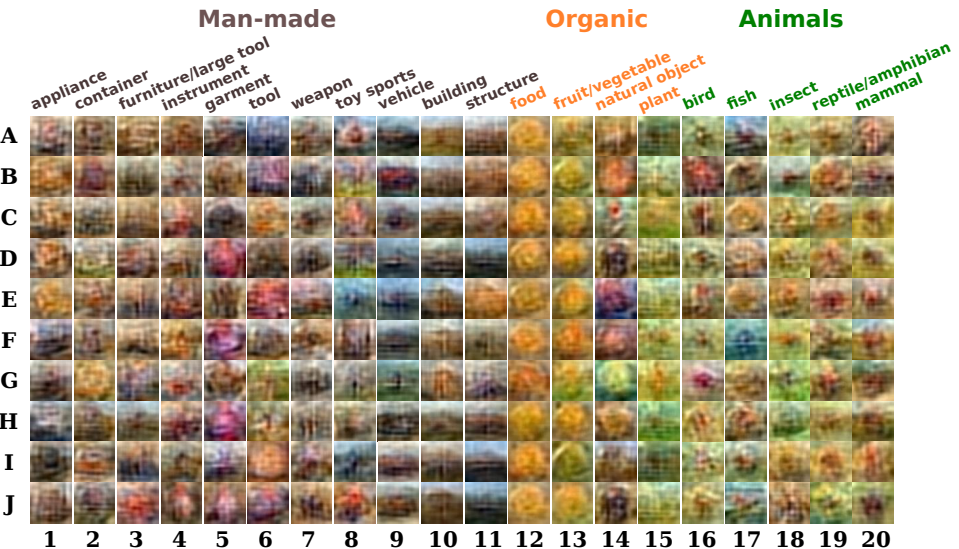 Man-made Organic Animals
appliance
container
furniture/large tool
instrument
garment
tool
weapon
toy sports
vehicle
building
structure
food
fruit/vegetable
natural object
plant
bird
fish
insect
reptile/amphibian
mammal
A
B
C
D
E
F
G
H
I
J
1 2 3 4 5 6 7 8 9 10 11 12 13 14 15 16 17 18 19 20